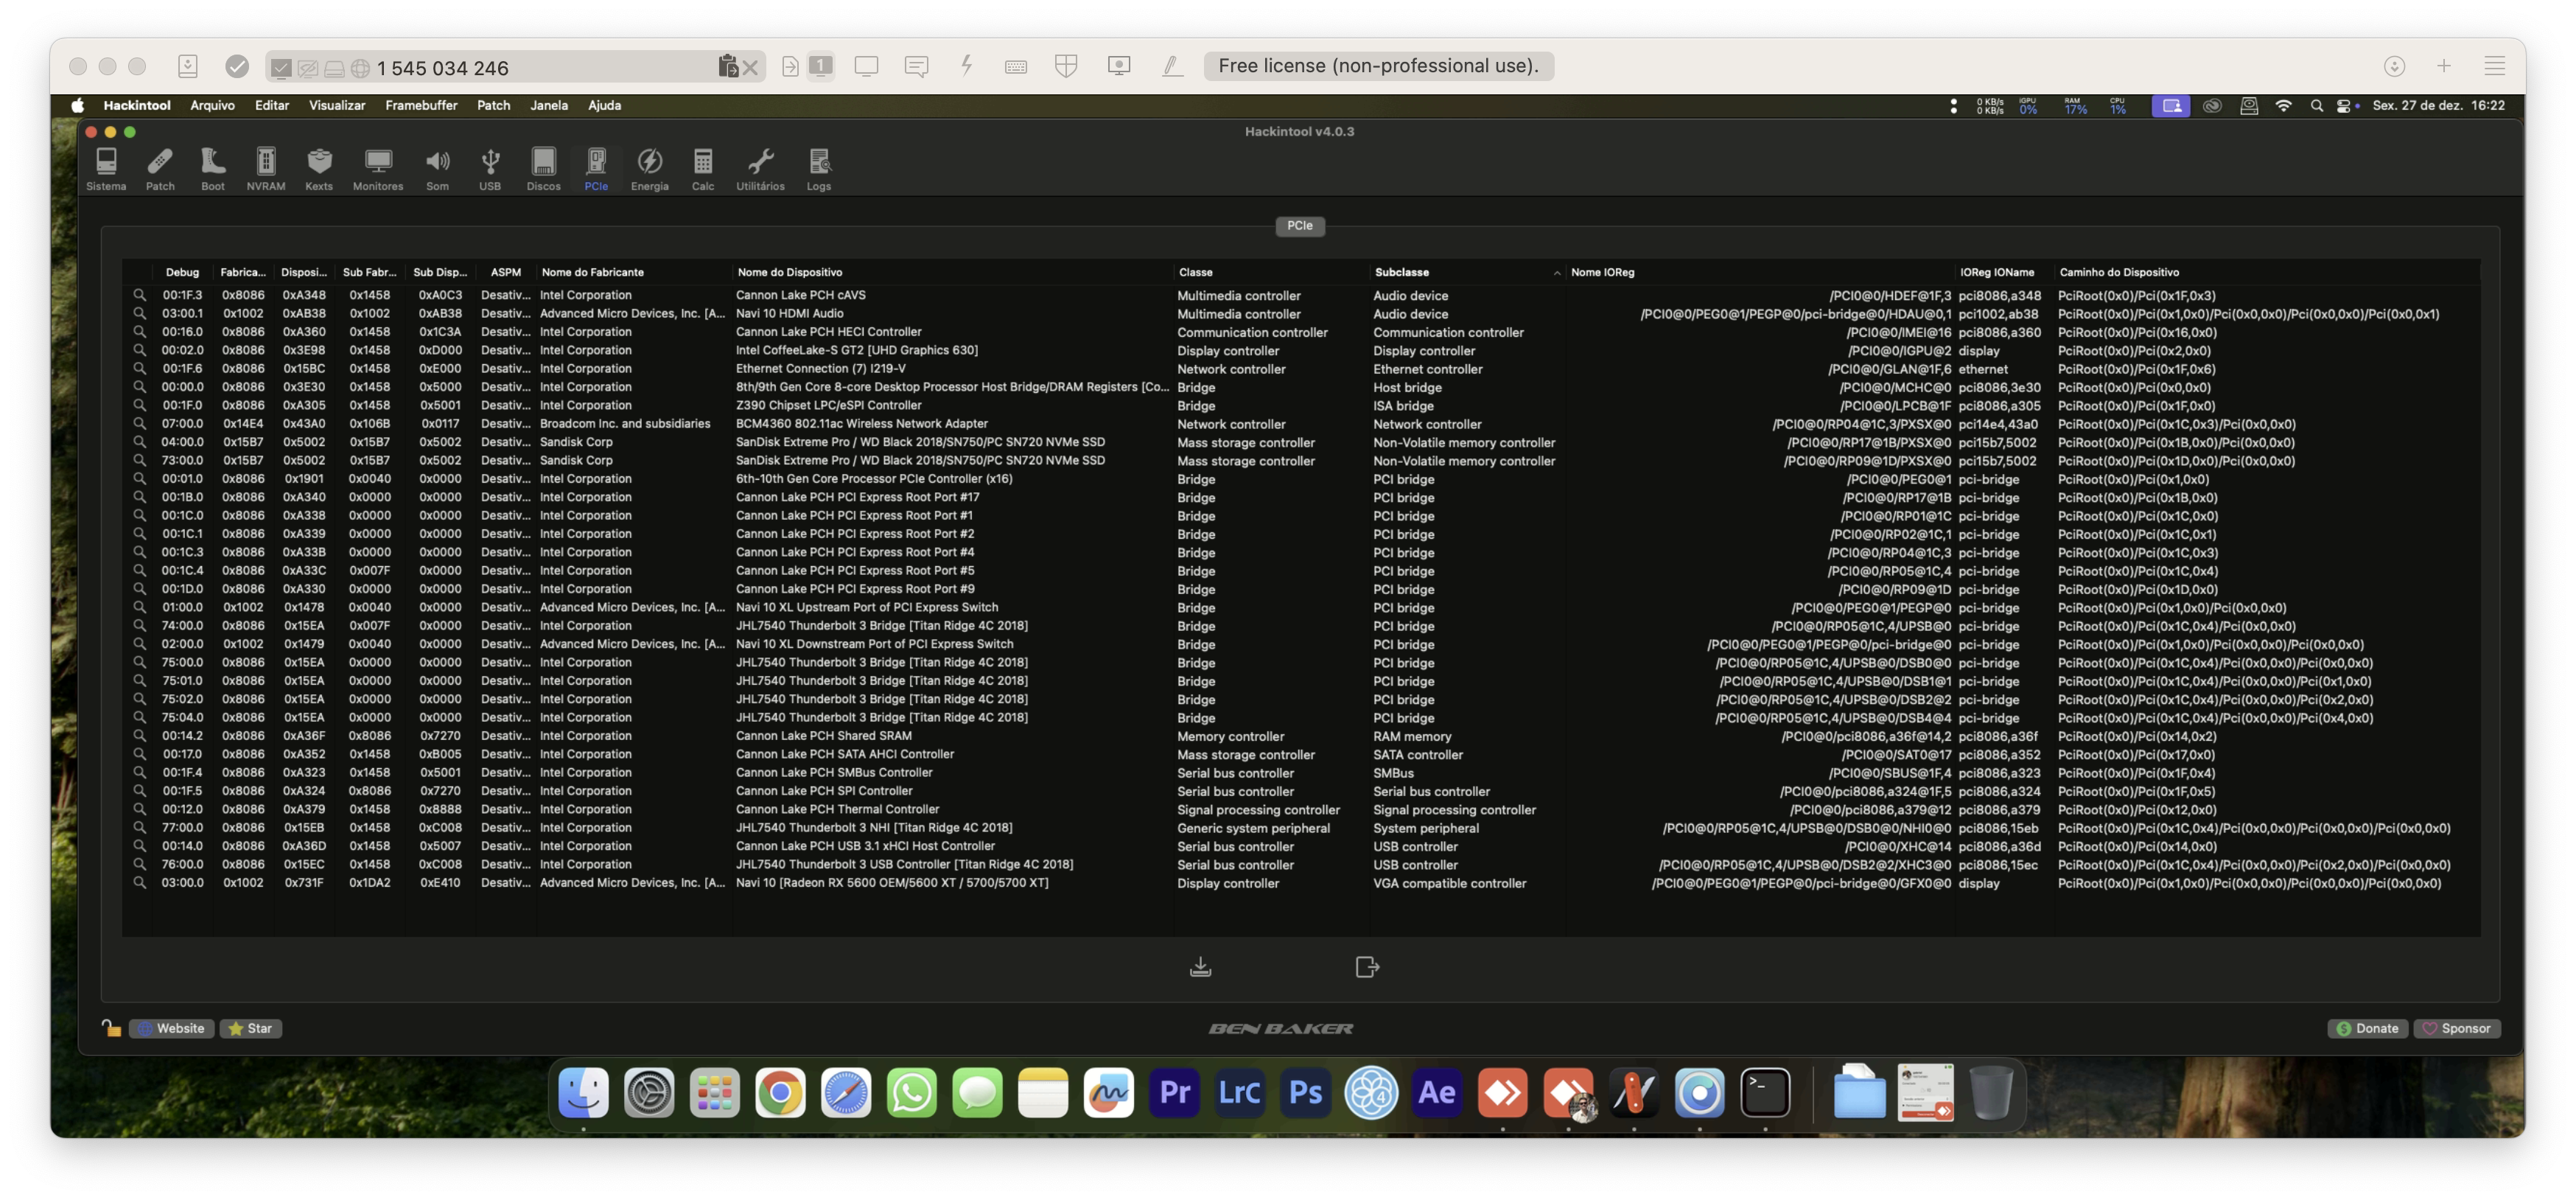 1 545 034 246
1
Free license (non-professional use).
Hackintool Arquivo Editar Visualizar Framebuffer Patch Janela Ajuda
0 KB/s
0 KB/s
iGPU
0%
RAM
17%
CPU
1%
Sex. 27 de dez. 16:22
Hackintool v4.0.3
Sistema Patch Boot NVRAM Kexts Monitores Som USB Discos PCIe Energia Calc Utilitários Logs
PCIe
Debug Fabrica... Disposi... Sub Fabr... Sub Disp... ASPM Nome do Fabricante Nome do Dispositivo Classe Subclasse Nome IOReg IOReg IOName Caminho do Dispositivo
00:1F.3 0x8086 0xA348 0x1458 0xA0C3 Desativ... Intel Corporation Cannon Lake PCH cAVS Multimedia controller Audio device /PCI0@0/HDEF@1F,3 pci8086,a348 PciRoot(0x0)/Pci(0x1F,0x3)
03:00.1 0x1002 0xAB38 0x1002 0xAB38 Desativ... Advanced Micro Devices, Inc. [A... Navi 10 HDMI Audio Multimedia controller Audio device /PCI0@0/PEG0@1/PEGP@0/pci-bridge@0/HDAU@0,1 pci1002,ab38 PciRoot(0x0)/Pci(0x1,0x0)/Pci(0x0,0x0)/Pci(0x0,0x0)/Pci(0x0,0x1)
00:16.0 0x8086 0xA360 0x1458 0x1C3A Desativ... Intel Corporation Cannon Lake PCH HECI Controller Communication controller Communication controller /PCI0@0/IMEI@16 pci8086,a360 PciRoot(0x0)/Pci(0x16,0x0)
00:02.0 0x8086 0x3E98 0x1458 0xD000 Desativ... Intel Corporation Intel CoffeeLake-S GT2 [UHD Graphics 630] Display controller Display controller /PCI0@0/IGPU@2 display PciRoot(0x0)/Pci(0x2,0x0)
00:1F.6 0x8086 0x15BC 0x1458 0xE000 Desativ... Intel Corporation Ethernet Connection (7) I219-V Network controller Ethernet controller /PCI0@0/GLAN@1F,6 ethernet PciRoot(0x0)/Pci(0x1F,0x6)
00:00.0 0x8086 0x3E30 0x1458 0x5000 Desativ... Intel Corporation 8th/9th Gen Core 8-core Desktop Processor Host Bridge/DRAM Registers [Co... Bridge Host bridge /PCI0@0/MCHC@0 pci8086,3e30 PciRoot(0x0)/Pci(0x0,0x0)
00:1F.0 0x8086 0xA305 0x1458 0x5001 Desativ... Intel Corporation Z390 Chipset LPC/eSPI Controller Bridge ISA bridge /PCI0@0/LPCB@1F pci8086,a305 PciRoot(0x0)/Pci(0x1F,0x0)
07:00.0 0x14E4 0x43A0 0x106B 0x0117 Desativ... Broadcom Inc. and subsidiaries BCM4360 802.11ac Wireless Network Adapter Network controller Network controller /PCI0@0/RP04@1C,3/PXSX@0 pci14e4,43a0 PciRoot(0x0)/Pci(0x1C,0x3)/Pci(0x0,0x0)
04:00.0 0x15B7 0x5002 0x15B7 0x5002 Desativ... Sandisk Corp SanDisk Extreme Pro / WD Black 2018/SN750/PC SN720 NVMe SSD Mass storage controller Non-Volatile memory controller /PCI0@0/RP17@1B/PXSX@0 pci15b7,5002 PciRoot(0x0)/Pci(0x1B,0x0)/Pci(0x0,0x0)
73:00.0 0x15B7 0x5002 0x15B7 0x5002 Desativ... Sandisk Corp SanDisk Extreme Pro / WD Black 2018/SN750/PC SN720 NVMe SSD Mass storage controller Non-Volatile memory controller /PCI0@0/RP09@1D/PXSX@0 pci15b7,5002 PciRoot(0x0)/Pci(0x1D,0x0)/Pci(0x0,0x0)
00:01.0 0x8086 0x1901 0x0040 0x0000 Desativ... Intel Corporation 6th-10th Gen Core Processor PCIe Controller (x16) Bridge PCI bridge /PCI0@0/PEG0@1 pci-bridge PciRoot(0x0)/Pci(0x1,0x0)
00:1B.0 0x8086 0xA340 0x0000 0x0000 Desativ... Intel Corporation Cannon Lake PCH PCI Express Root Port #17 Bridge PCI bridge /PCI0@0/RP17@1B pci-bridge PciRoot(0x0)/Pci(0x1B,0x0)
00:1C.0 0x8086 0xA338 0x0000 0x0000 Desativ... Intel Corporation Cannon Lake PCH PCI Express Root Port #1 Bridge PCI bridge /PCI0@0/RP01@1C pci-bridge PciRoot(0x0)/Pci(0x1C,0x0)
00:1C.1 0x8086 0xA339 0x0000 0x0000 Desativ... Intel Corporation Cannon Lake PCH PCI Express Root Port #2 Bridge PCI bridge /PCI0@0/RP02@1C,1 pci-bridge PciRoot(0x0)/Pci(0x1C,0x1)
00:1C.3 0x8086 0xA33B 0x0000 0x0000 Desativ... Intel Corporation Cannon Lake PCH PCI Express Root Port #4 Bridge PCI bridge /PCI0@0/RP04@1C,3 pci-bridge PciRoot(0x0)/Pci(0x1C,0x3)
00:1C.4 0x8086 0xA33C 0x007F 0x0000 Desativ... Intel Corporation Cannon Lake PCH PCI Express Root Port #5 Bridge PCI bridge /PCI0@0/RP05@1C,4 pci-bridge PciRoot(0x0)/Pci(0x1C,0x4)
00:1D.0 0x8086 0xA330 0x0000 0x0000 Desativ... Intel Corporation Cannon Lake PCH PCI Express Root Port #9 Bridge PCI bridge /PCI0@0/RP09@1D pci-bridge PciRoot(0x0)/Pci(0x1D,0x0)
01:00.0 0x1002 0x1478 0x0040 0x0000 Desativ... Advanced Micro Devices, Inc. [A... Navi 10 XL Upstream Port of PCI Express Switch Bridge PCI bridge /PCI0@0/PEG0@1/PEGP@0 pci-bridge PciRoot(0x0)/Pci(0x1,0x0)/Pci(0x0,0x0)
74:00.0 0x8086 0x15EA 0x007F 0x0000 Desativ... Intel Corporation JHL7540 Thunderbolt 3 Bridge [Titan Ridge 4C 2018] Bridge PCI bridge /PCI0@0/RP05@1C,4/UPSB@0 pci-bridge PciRoot(0x0)/Pci(0x1C,0x4)/Pci(0x0,0x0)
02:00.0 0x1002 0x1479 0x0040 0x0000 Desativ... Advanced Micro Devices, Inc. [A... Navi 10 XL Downstream Port of PCI Express Switch Bridge PCI bridge /PCI0@0/PEG0@1/PEGP@0/pci-bridge@0 pci-bridge PciRoot(0x0)/Pci(0x1,0x0)/Pci(0x0,0x0)/Pci(0x0,0x0)
75:00.0 0x8086 0x15EA 0x0000 0x0000 Desativ... Intel Corporation JHL7540 Thunderbolt 3 Bridge [Titan Ridge 4C 2018] Bridge PCI bridge /PCI0@0/RP05@1C,4/UPSB@0/DSB0@0 pci-bridge PciRoot(0x0)/Pci(0x1C,0x4)/Pci(0x0,0x0)/Pci(0x0,0x0)
75:01.0 0x8086 0x15EA 0x0000 0x0000 Desativ... Intel Corporation JHL7540 Thunderbolt 3 Bridge [Titan Ridge 4C 2018] Bridge PCI bridge /PCI0@0/RP05@1C,4/UPSB@0/DSB1@1 pci-bridge PciRoot(0x0)/Pci(0x1C,0x4)/Pci(0x0,0x0)/Pci(0x1,0x0)
75:02.0 0x8086 0x15EA 0x0000 0x0000 Desativ... Intel Corporation JHL7540 Thunderbolt 3 Bridge [Titan Ridge 4C 2018] Bridge PCI bridge /PCI0@0/RP05@1C,4/UPSB@0/DSB2@2 pci-bridge PciRoot(0x0)/Pci(0x1C,0x4)/Pci(0x0,0x0)/Pci(0x2,0x0)
75:04.0 0x8086 0x15EA 0x0000 0x0000 Desativ... Intel Corporation JHL7540 Thunderbolt 3 Bridge [Titan Ridge 4C 2018] Bridge PCI bridge /PCI0@0/RP05@1C,4/UPSB@0/DSB4@4 pci-bridge PciRoot(0x0)/Pci(0x1C,0x4)/Pci(0x0,0x0)/Pci(0x4,0x0)
00:14.2 0x8086 0xA36F 0x8086 0x7270 Desativ... Intel Corporation Cannon Lake PCH Shared SRAM Memory controller RAM memory /PCI0@0/pci8086,a36f@14,2 pci8086,a36f PciRoot(0x0)/Pci(0x14,0x2)
00:17.0 0x8086 0xA352 0x1458 0xB005 Desativ... Intel Corporation Cannon Lake PCH SATA AHCI Controller Mass storage controller SATA controller /PCI0@0/SAT0@17 pci8086,a352 PciRoot(0x0)/Pci(0x17,0x0)
00:1F.4 0x8086 0xA323 0x1458 0x5001 Desativ... Intel Corporation Cannon Lake PCH SMBus Controller Serial bus controller SMBus /PCI0@0/SBUS@1F,4 pci8086,a323 PciRoot(0x0)/Pci(0x1F,0x4)
00:1F.5 0x8086 0xA324 0x8086 0x7270 Desativ... Intel Corporation Cannon Lake PCH SPI Controller Serial bus controller Serial bus controller /PCI0@0/pci8086,a324@1F,5 pci8086,a324 PciRoot(0x0)/Pci(0x1F,0x5)
00:12.0 0x8086 0xA379 0x1458 0x8888 Desativ... Intel Corporation Cannon Lake PCH Thermal Controller Signal processing controller Signal processing controller /PCI0@0/pci8086,a379@12 pci8086,a379 PciRoot(0x0)/Pci(0x12,0x0)
77:00.0 0x8086 0x15EB 0x1458 0xC008 Desativ... Intel Corporation JHL7540 Thunderbolt 3 NHI [Titan Ridge 4C 2018] Generic system peripheral System peripheral /PCI0@0/RP05@1C,4/UPSB@0/DSB0@0/NHI0@0 pci8086,15eb PciRoot(0x0)/Pci(0x1C,0x4)/Pci(0x0,0x0)/Pci(0x0,0x0)/Pci(0x0,0x0)
00:14.0 0x8086 0xA36D 0x1458 0x5007 Desativ... Intel Corporation Cannon Lake PCH USB 3.1 xHCI Host Controller Serial bus controller USB controller /PCI0@0/XHC@14 pci8086,a36d PciRoot(0x0)/Pci(0x14,0x0)
76:00.0 0x8086 0x15EC 0x1458 0xC008 Desativ... Intel Corporation JHL7540 Thunderbolt 3 USB Controller [Titan Ridge 4C 2018] Serial bus controller USB controller /PCI0@0/RP05@1C,4/UPSB@0/DSB2@2/XHC3@0 pci8086,15ec PciRoot(0x0)/Pci(0x1C,0x4)/Pci(0x0,0x0)/Pci(0x2,0x0)/Pci(0x0,0x0)
03:00.0 0x1002 0x731F 0x1DA2 0xE410 Desativ... Advanced Micro Devices, Inc. [A... Navi 10 [Radeon RX 5600 OEM/5600 XT / 5700/5700 XT] Display controller VGA compatible controller /PCI0@0/PEG0@1/PEGP@0/pci-bridge@0/GFX0@0 display PciRoot(0x0)/Pci(0x1,0x0)/Pci(0x0,0x0)/Pci(0x0,0x0)/Pci(0x0,0x0)
Website Star
BEN BAKER
Donate Sponsor
Pr LrC Ps 4 Ae >_